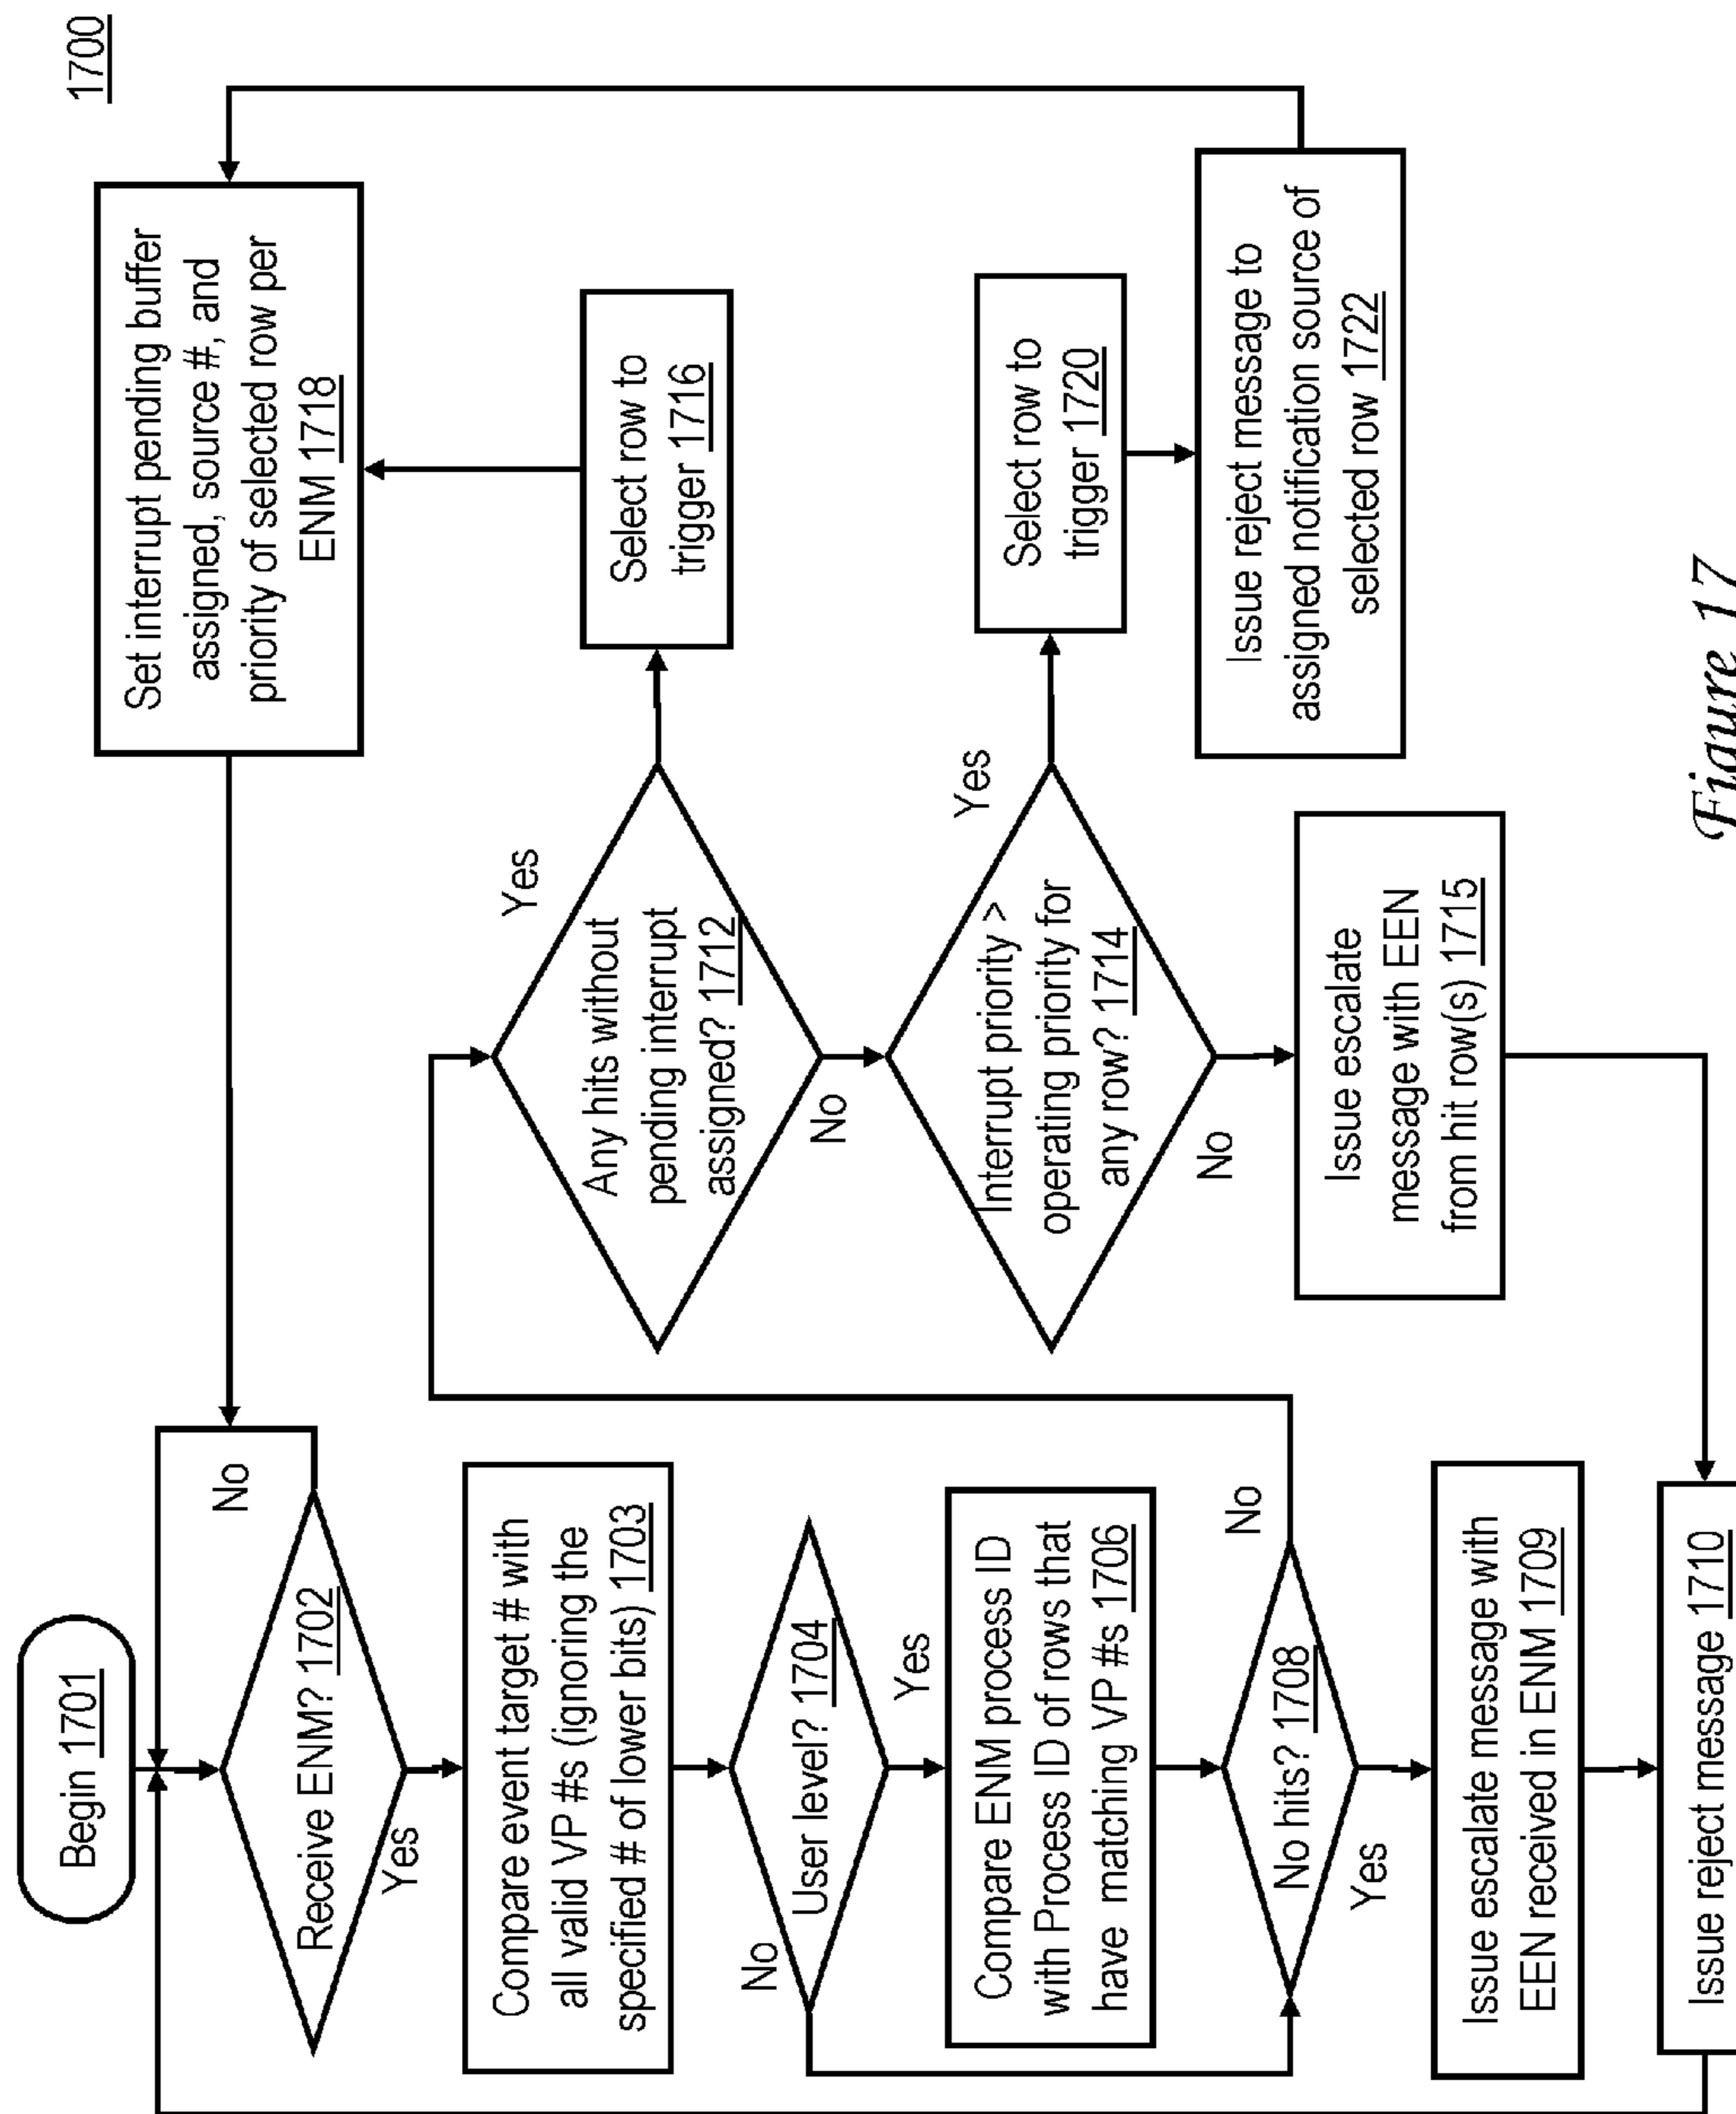 1700
Begin 1701
Receive ENM? 1702
No
Yes
Compare event target # with
all valid VP #s (ignoring the
specified # of lower bits) 1703
User level? 1704
No
Yes
Compare ENM process ID
with Process ID of rows that
have matching VP #s 1706
No hits? 1708
No
Yes
Issue escalate message with
EEN received in ENM 1709
Issue reject message 1710
Any hits without
pending interrupt
assigned? 1712
Yes
No
Interrupt priority >
operating priority for
any row? 1714
Yes
No
Issue escalate
message with EEN
from hit row(s) 1715
Select row to
trigger 1716
Set interrupt pending buffer
assigned, source #, and
priority of selected row per
ENM 1718
Select row to
trigger 1720
Issue reject message to
assigned notification source of
selected row 1722
Figure 17